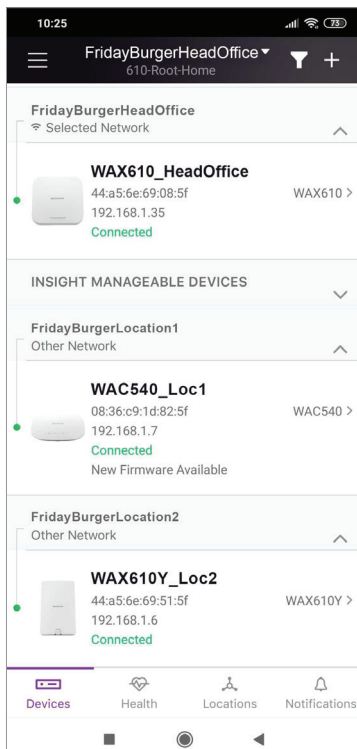 10:25
73
FridayBurgerHeadOffice
610-Root-Home
FridayBurgerHeadOffice
Selected Network
WAX610_HeadOffice
44:a5:6e:69:08:5f
WAX610 >
192.168.1.35
Connected
INSIGHT MANAGEABLE DEVICES
FridayBurgerLocation1
Other Network
WAC540_Loc1
08:36:c9:1d:82:5f
WAC540 >
192.168.1.7
Connected
New Firmware Available
FridayBurgerLocation2
Other Network
WAX610Y_Loc2
44:a5:6e:69:51:5f
WAX610Y >
192.168.1.6
Connected
Devices Health Locations Notifications